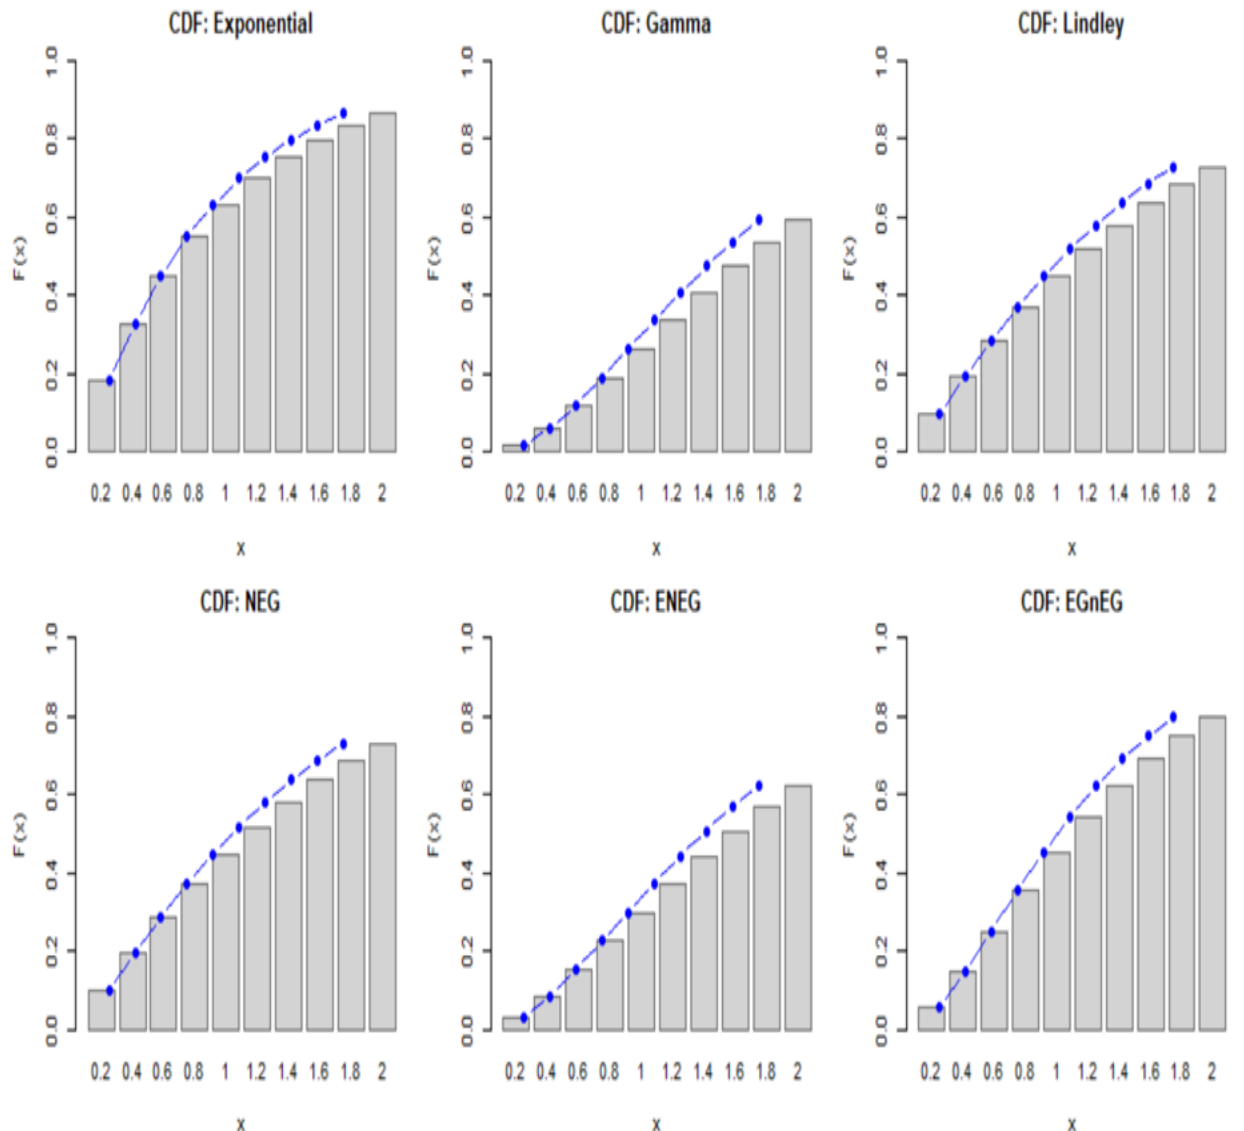 CDF: Exponential
F(x)
0.0 0.2 0.4 0.6 0.8 1.0
0.2 0.4 0.6 0.8 1 1.2 1.4 1.6 1.8 2
x
CDF: Gamma
F(x)
0.0 0.2 0.4 0.6 0.8 1.0
0.2 0.4 0.6 0.8 1 1.2 1.4 1.6 1.8 2
x
CDF: Lindley
F(x)
0.0 0.2 0.4 0.6 0.8 1.0
0.2 0.4 0.6 0.8 1 1.2 1.4 1.6 1.8 2
x
CDF: NEG
F(x)
0.0 0.2 0.4 0.6 0.8 1.0
0.2 0.4 0.6 0.8 1 1.2 1.4 1.6 1.8 2
x
CDF: ENEG
F(x)
0.0 0.2 0.4 0.6 0.8 1.0
0.2 0.4 0.6 0.8 1 1.2 1.4 1.6 1.8 2
x
CDF: EGnEG
F(x)
0.0 0.2 0.4 0.6 0.8 1.0
0.2 0.4 0.6 0.8 1 1.2 1.4 1.6 1.8 2
x